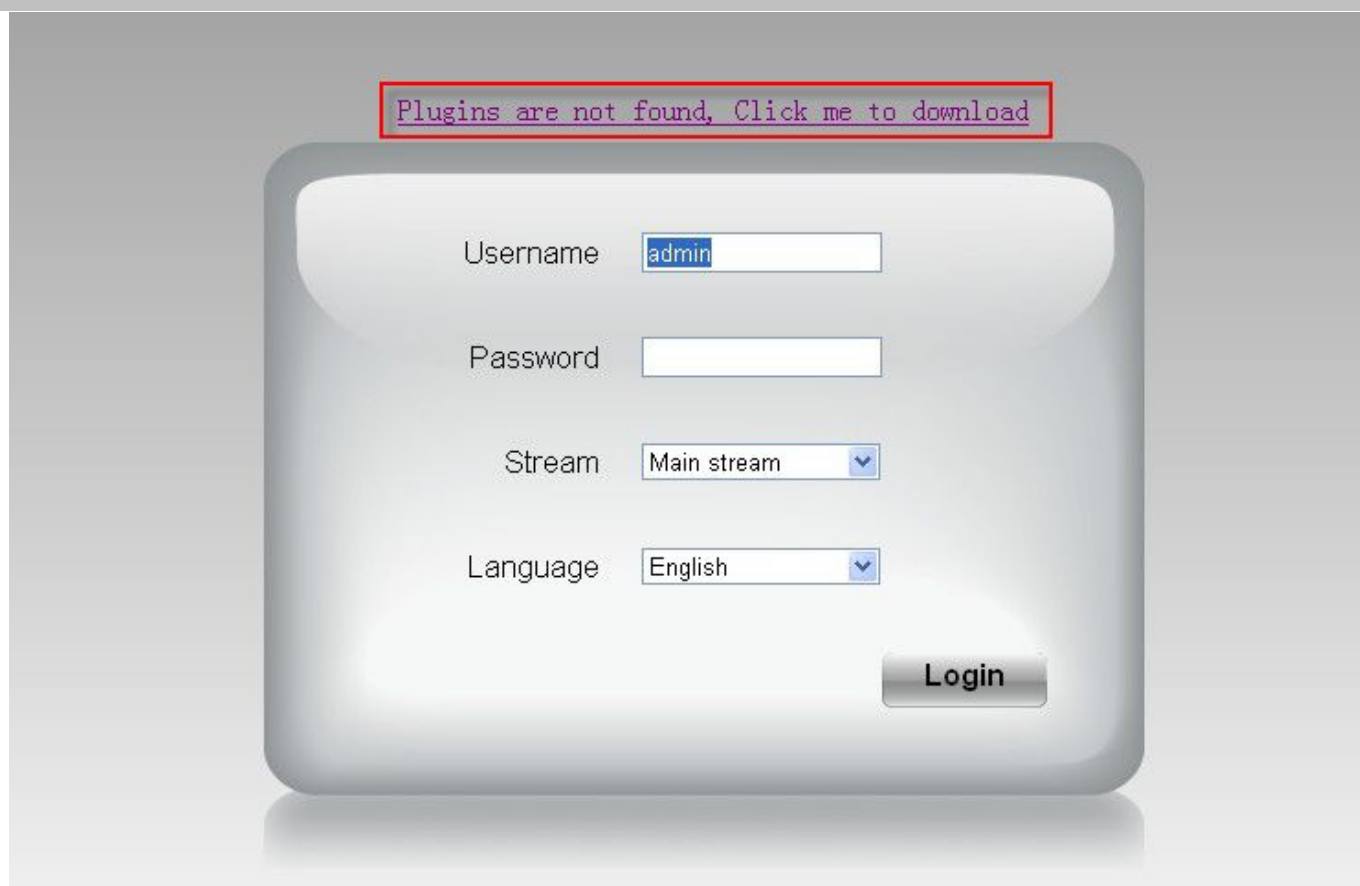 Plugins are not found, Click me to download
Username admin
Password
Stream Main stream
Language English
Login